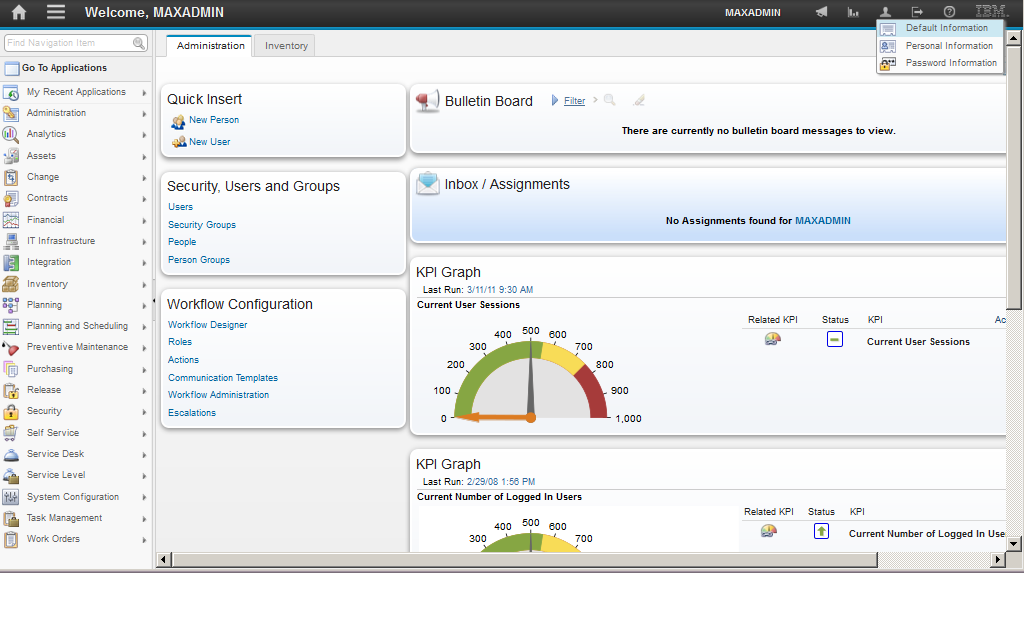 Welcome, MAXADMIN
MAXADMIN
IBM
Default Information
Personal Information
Password Information
Find Navigation Item
Go To Applications
My Recent Applications
Administration
Analytics
Assets
Change
Contracts
Financial
IT Infrastructure
Integration
Inventory
Planning
Planning and Scheduling
Preventive Maintenance
Purchasing
Release
Security
Self Service
Service Desk
Service Level
System Configuration
Task Management
Work Orders
Administration
Inventory
Quick Insert
New Person
New User
Security, Users and Groups
Users
Security Groups
People
Person Groups
Workflow Configuration
Workflow Designer
Roles
Actions
Communication Templates
Workflow Administration
Escalations
Bulletin Board
Filter
There are currently no bulletin board messages to view.
Inbox / Assignments
No Assignments found for MAXADMIN
KPI Graph
Last Run: 3/11/11 9:30 AM
Current User Sessions
0
100
200
300
400
500
600
700
800
900
1,000
Related KPI Status KPI Ac
Current User Sessions
KPI Graph
Last Run: 2/29/08 1:56 PM
Current Number of Logged In Users
300
400
500
600
700
Related KPI Status KPI
Current Number of Logged In Use